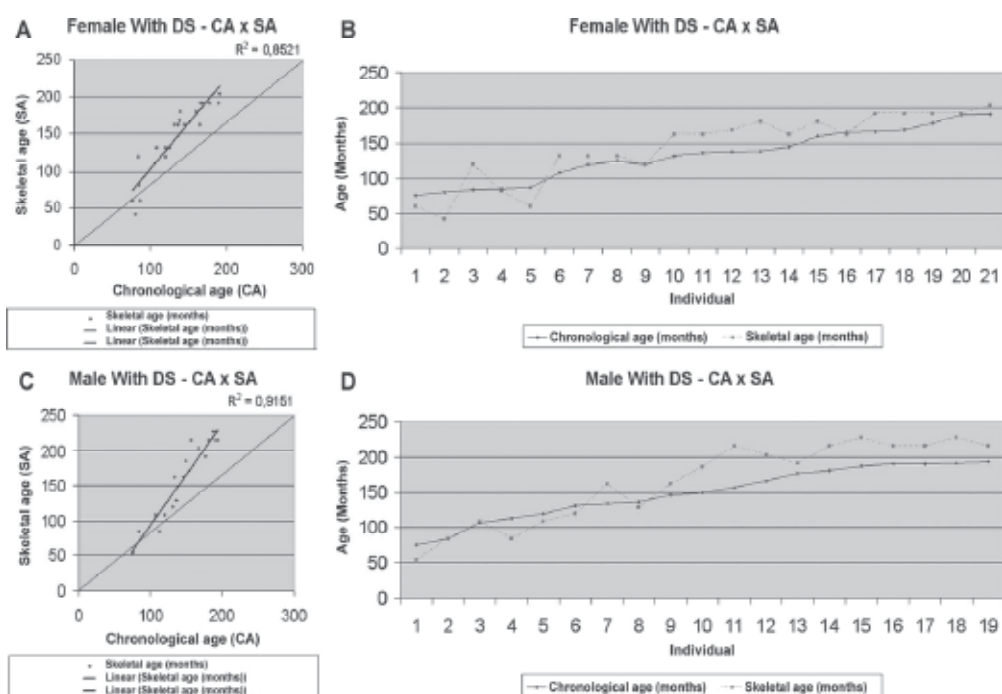 A Female With DS - CA x SA
R² = 0,8521
Skeletal age (SA)
250
200
150
100
50
0
0 100 200 300
Chronological age (CA)
Skeletal age (months)
Linear (Skeletal age (months))
Linear (Skeletal age (months))
B Female With DS - CA x SA
Age (Months)
250
200
150
100
50
0
1 2 3 4 5 6 7 8 9 10 11 12 13 14 15 16 17 18 19 20 21
Individual
Chronological age (months) Skeletal age (months)
C Male With DS - CA x SA
R² = 0,9151
Skeletal age (SA)
250
200
150
100
50
0
0 100 200 300
Chronological age (CA)
Skeletal age (months)
Linear (Skeletal age (months))
Linear (Skeletal age (months))
D Male With DS - CA x SA
Age (Months)
250
200
150
100
50
0
1 2 3 4 5 6 7 8 9 10 11 12 13 14 15 16 17 18 19
Individual
Chronological age (months) Skeletal age (months)